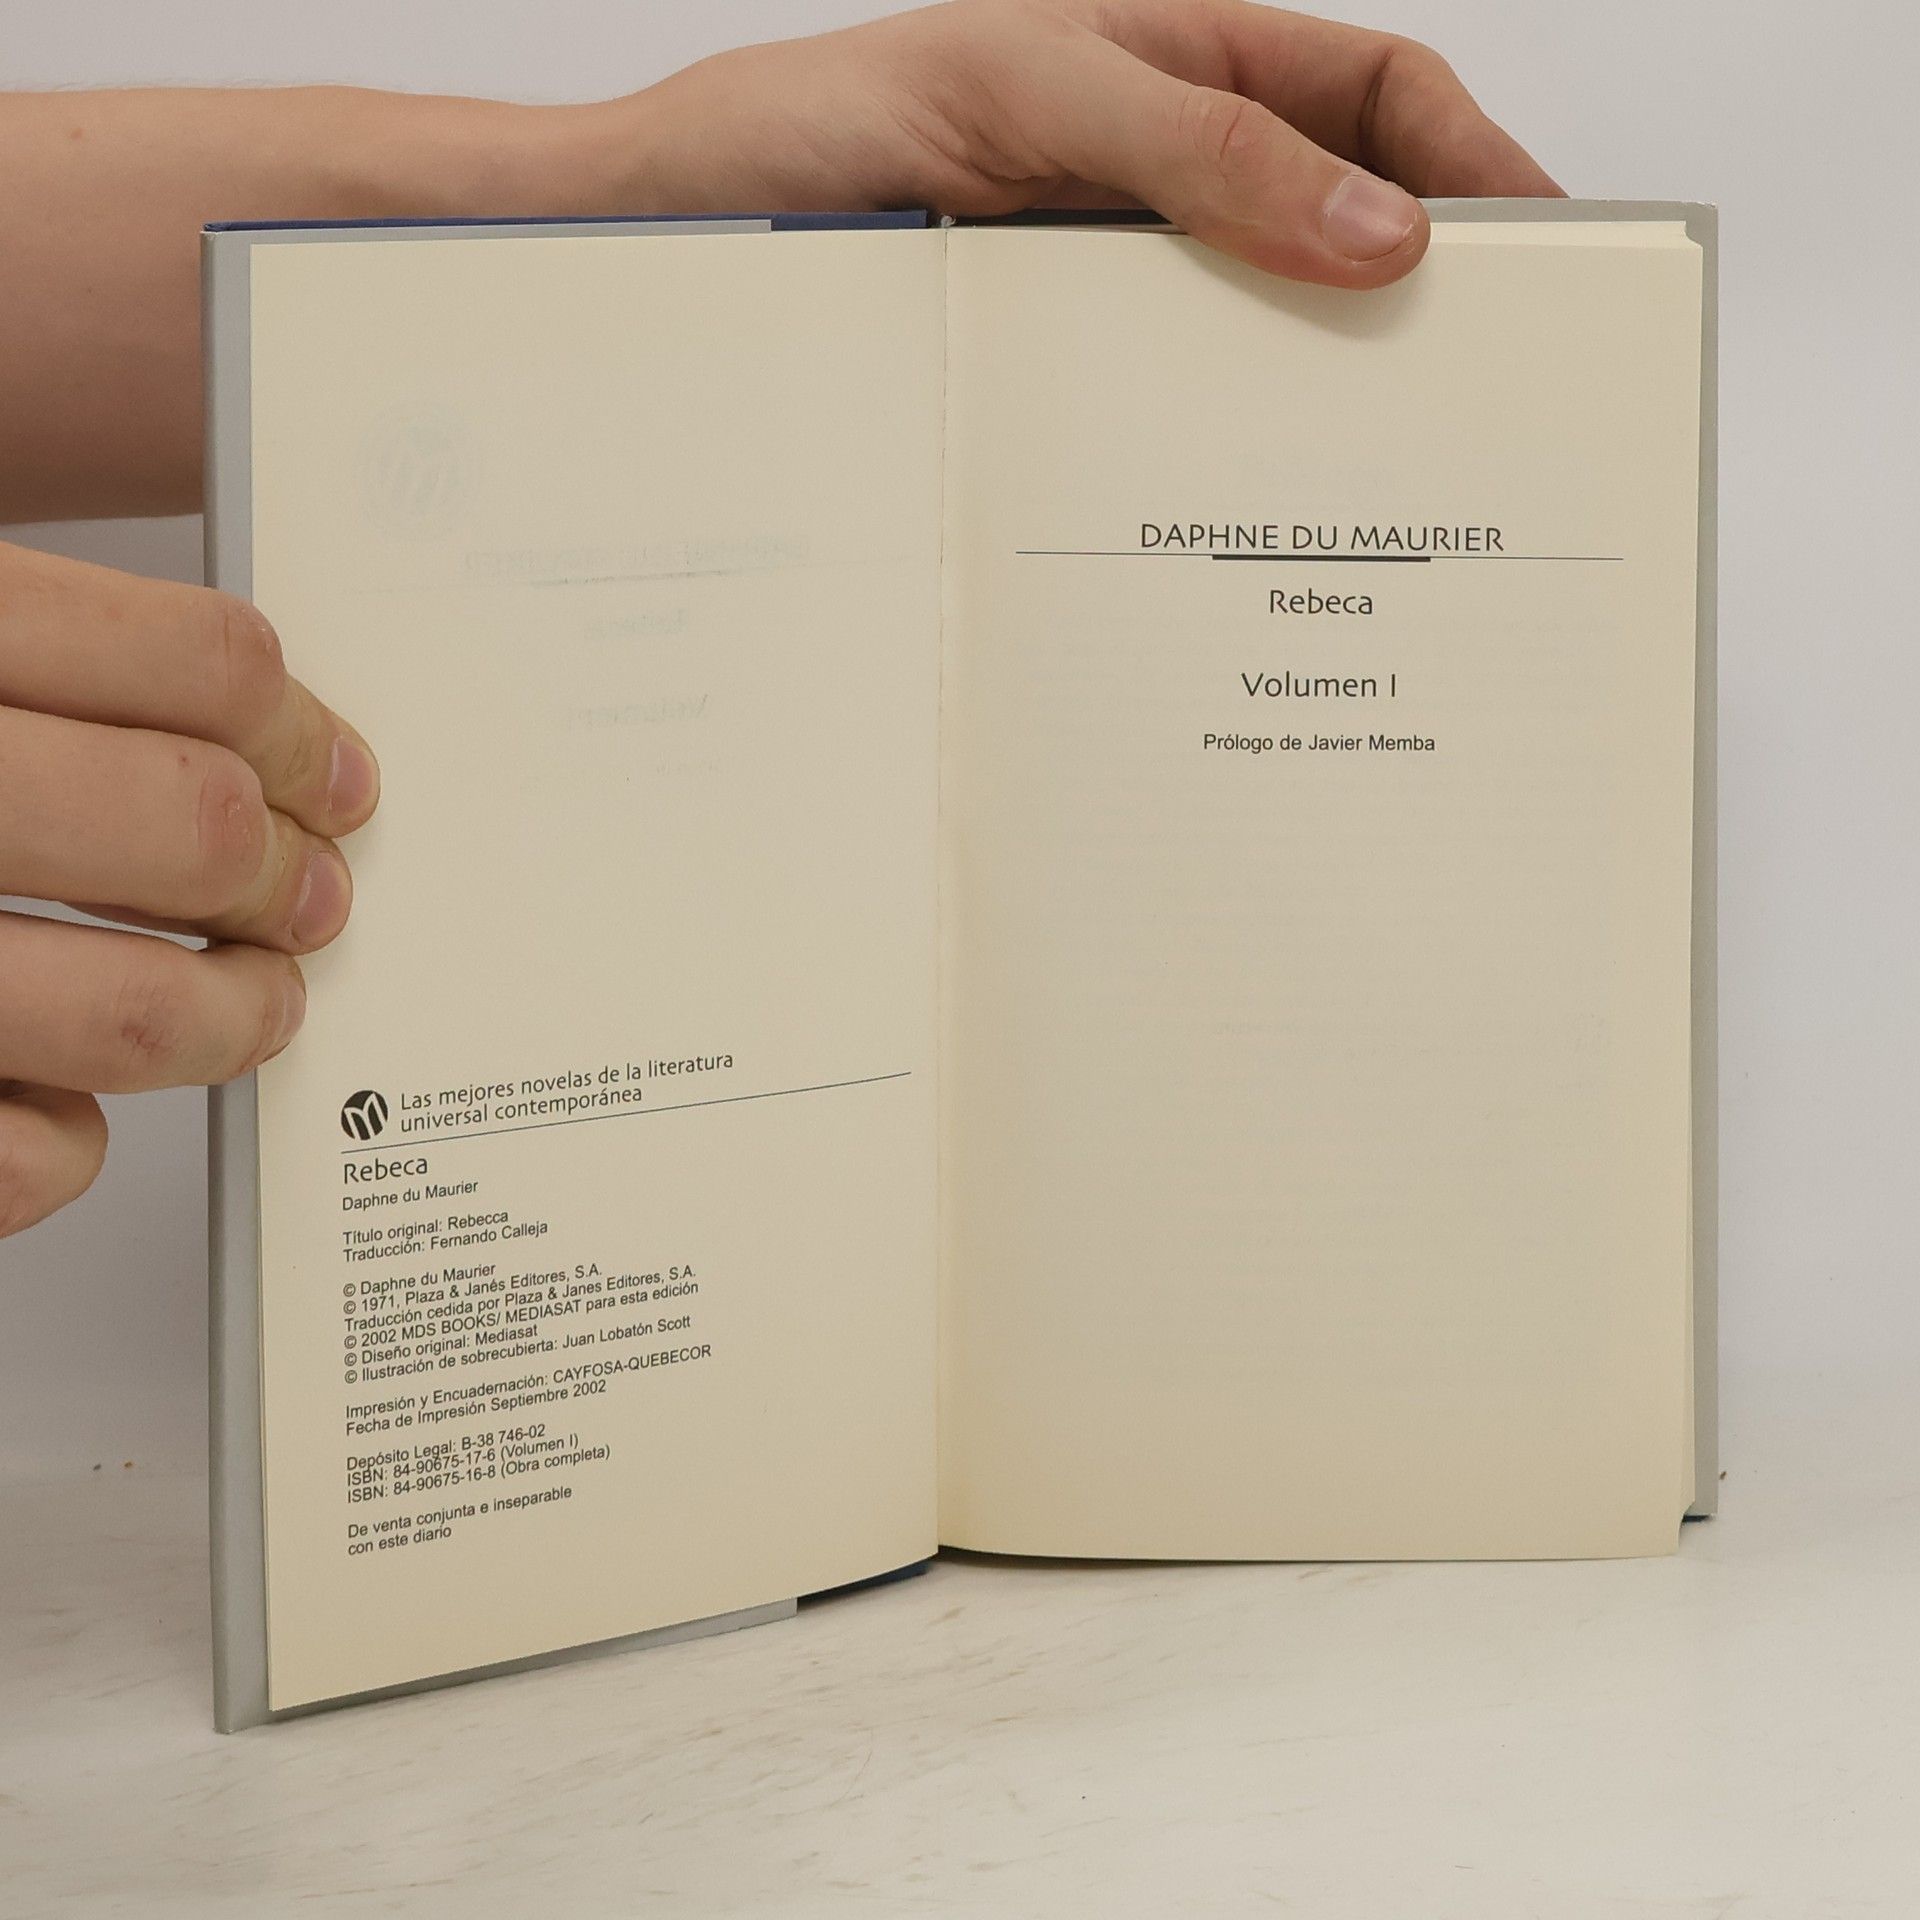 Las mejores novelas de la literatura
universal contemporánea
Rebeca
Daphne du Maurier
Título original: Rebecca
Traducción: Fernando Calleja
© Daphne du Maurier
© 1971, Plaza & Janés Editores, S.A.
Traducción cedida por Plaza & Janes Editores, S.A.
© 2002 MDS BOOKS/ MEDIASAT para esta edición
© Diseño original: Mediasat
© Ilustración de sobrecubierta: Juan Lobatón Scott
Impresión y Encuadernación: CAYFOSA-QUEBECOR
Fecha de Impresión Septiembre 2002
Depósito Legal: B-38 746-02
ISBN: 84-90675-17-6 (Volumen I)
ISBN: 84-90675-16-8 (Obra completa)
De venta conjunta e inseparable
con este diario
DAPHNE DU MAURIER
Rebeca
Volumen I
Prólogo de Javier Memba